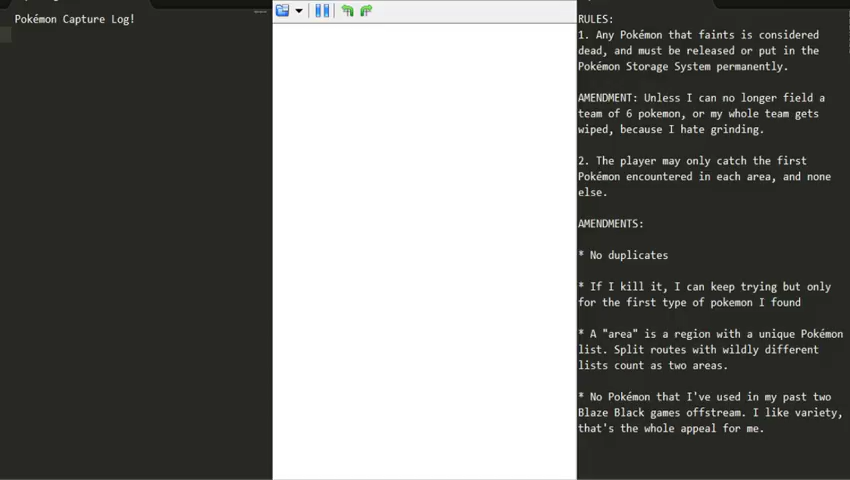 Pokémon Capture Log!
RULES:
1. Any Pokémon that faints is considered
dead, and must be released or put in the
Pokémon Storage System permanently.
AMENDMENT: Unless I can no longer field a
team of 6 pokemon, or my whole team gets
wiped, because I hate grinding.
2. The player may only catch the first
Pokémon encountered in each area, and none
else.
AMENDMENTS:
* No duplicates
* If I kill it, I can keep trying but only
for the first type of pokemon I found
* A "area" is a region with a unique Pokémon
list. Split routes with wildly different
lists count as two areas.
* No Pokémon that I've used in my past two
Blaze Black games offstream. I like variety,
that's the whole appeal for me.